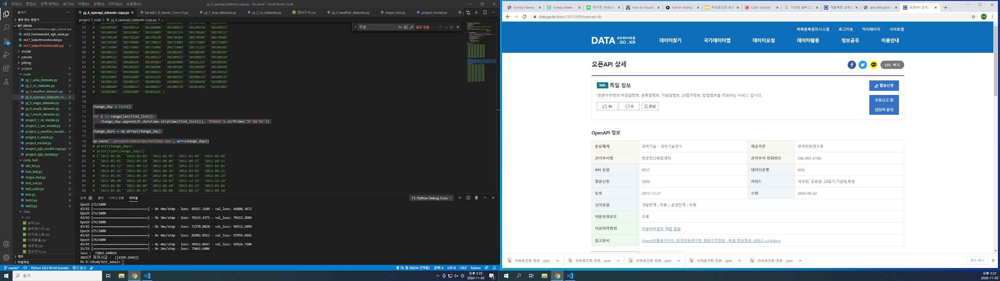 파일(F) 편집(E) 선택 영역(S) 보기(V) 이동(G) 실행(R) 터미널(T) 도움말(H)
pj_4_openapi_datasets copy.py - bit_seoul - Visual Studio Code
탐색기
열려 있는 편집기
BIT_SEOUL
m26_homework3_xgb_cancer.py
m26_homework4_xgb_wine.py
m27_SelectFromModel.py
m27_SelectFromModel2.py 2
model
pandas
pltImg
project
code
pj_1_ame_datasets.py U
pj_2_nc_datasets.py U
pj_3_weather_datasets.py U
pj_4_openapi_datasets co... U
pj_5_wage_datasets.py U
pj_6_snack_datasets.py U
pj_7_result_datasets.py U
project_1_nc_model.py U
project_2_am_model.py U
project_3_weather_model.... U
project_4_snack.py U
project_model.py U
project_xgb_model copy.py U
project_xgb_model.py U
code_test
del_list.py U
hue_test.py U
shape_test.py U
test_sub.py U
test_sub2.py U
test.py U
test2.py U
test3.py U
data
csv
날씨.csv
날씨테스트.csv
미국테스트.csv
미국환율.csv
새우깡.csv
엔씨주식.csv
개요
타임라인
pj_4_openapi_datasets copy.py keras61_8_cancer_Conv1D.py pj_1_ame_datasets.py pj_2_nc_datasets.py 엔씨주식.csv pj_3_weather_datasets.py shape_test.py project_model.py
project > code > pj_4_openapi_datasets copy.py > ...
구성 Aa Ab 결과 없음
55 # '20160505' '20160514' '20160606' '20160815' '20160914' '20160915'
56 # '20160916' '20161003' '20161009' '20161225' '20170101' '20170127'
57 # '20170128' '20170129' '20170130' '20170301' '20170503' '20170505'
58 # '20170509' '20170606' '20170815' '20171002' '20171003' '20171003'
59 # '20171004' '20171005' '20171006' '20171009' '20171225' '20180101'
60 # '20180215' '20180216' '20180217' '20180301' '20180505' '20180507'
61 # '20180522' '20180606' '20180613' '20180815' '20180923' '20180924'
62 # '20180925' '20180926' '20181003' '20181009' '20181225' '20190101'
63 # '20190204' '20190205' '20190206' '20190301' '20190505' '20190506'
64 # '20190512' '20190606' '20190815' '20190912' '20190913' '20190914'
65 # '20191003' '20191009' '20191225' '20200101' '20200124' '20200125'
66 # '20200126' '20200127' '20200301' '20200415' '20200430' '20200505'
67 # '20200606' '20200815' '20200817' '20200930' '20201001' '20201002'
68 # '20201003' '20201009' '20201225']
69
70
71 change_day = list()
72
73 for i in range(len(find_list)):
74 change_day.append(dt.datetime.strptime(find_list[i], '%Y%m%d').strftime('%Y-%m-%d'))
75
76 change_days = np.array(change_day)
77
78 np.save('./project/data/npy/holiday.npy', arr=change_days)
79 # print(change_days)
80 # print(type(change_days))
81 # ['2011-01-01' '2011-02-02' '2011-02-03' '2011-02-04' '2011-03-01'
82 # '2011-05-05' '2011-05-10' '2011-06-06' '2011-08-15' '2011-09-11'
83 # '2011-09-12' '2011-09-13' '2011-10-03' '2011-12-25' '2012-01-01'
84 # '2012-01-22' '2012-01-23' '2012-01-24' '2012-03-01' '2012-04-11'
85 # '2012-05-05' '2012-05-28' '2012-06-06' '2012-08-15' '2012-09-29'
86 # '2012-09-30' '2012-10-01' '2012-10-03' '2012-12-19' '2012-12-25'
87 # '2013-01-01' '2013-02-09' '2013-02-10' '2013-02-11' '2013-03-01'
88 # '2013-05-05' '2013-05-17' '2013-06-06' '2013-08-15' '2013-09-18'
문제 2 출력 디버그 콘솔 터미널
11: Python Debug Cons
Epoch 172/1000
43/43 [==============================] - 0s 4ms/step - loss: 69197.2109 - val_loss: 66808.3672
Epoch 173/1000
43/43 [==============================] - 0s 3ms/step - loss: 76133.4375 - val_loss: 70153.3984
Epoch 174/1000
43/43 [==============================] - 0s 3ms/step - loss: 72370.8828 - val_loss: 96512.1094
Epoch 175/1000
43/43 [==============================] - 0s 4ms/step - loss: 81082.0312 - val_loss: 67959.6641
Epoch 176/1000
43/43 [==============================] - 0s 4ms/step - loss: 70312.0547 - val_loss: 66924.7500
15/15 [==============================] - 0s 2ms/step - loss: 72062.6406
loss : 72062.640625
2021년 최저시급 : [[4269.2646]]
PS D:\Study\bit_seoul>
master* Python 3.8.3 64-bit (conda) 2 0
줄 78, 열 59(244 선택됨) 공백: 4 UTF-8 CRLF Python
찾기
오후 3:22
2020-11-30
numpy.ndarray numpy.delete - 파이썬 (Python) How to Visualiz Python Numpy 파워포인트-원본 Color Scripter 기상청 날씨 CS 개발계정 상세보 apis.data.go.kr/ 오픈API 상세 |
data.go.kr/data/15012690/openapi.do
목록등록관리시스템 로그아웃 마이페이지 사이트맵
DATA 공공데이터포털 .GO.KR
데이터찾기 국가데이터맵 데이터요청 데이터활용 정보공유 이용안내
오픈API 상세
URL 복사
XML 특일 정보
활용신청
(천문우주정보)국경일정보, 공휴일정보, 기념일정보, 24절기정보, 잡절정보를 조회하는 서비스 입니다.
오류신고 및
담당자 문의
16 0 관심
OpenAPI 정보
분류체계 과학기술 - 과학기술연구 제공기관 한국천문연구원
관리부서명 천문전산융합센터 관리부서 전화번호 042-865-2188
API 유형 REST 데이터포맷 XML
활용신청 5894 키워드 국경일, 공휴일, 24절기,기념일,특일
등록 2015-12-21 수정 2020-06-22
심의유형 개발단계 : 허용 / 운영단계 : 허용
비용부과유무 무료
이용허락범위 이용허락범위 제한 없음
참고문서 OpenAPI활용가이드_한국천문연구원_천문우주정보__특일_정보제공_서비스_v1.4.docx
파워포인트-원본....pptx 파워포인트-원본....pptx 파워포인트-원본....pptx 파워포인트-원본....pptx 파워포인트-원본....pptx 모두 표시
오후 3:22
2020-11-30